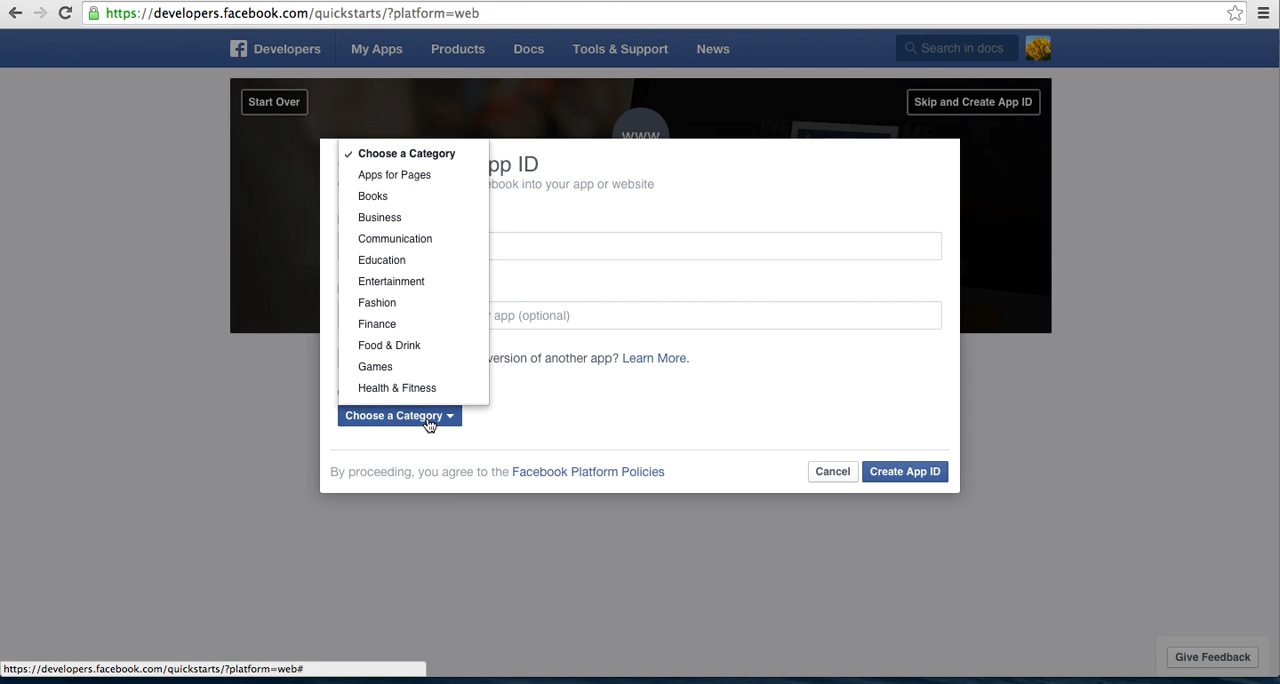 https://developers.facebook.com/quickstarts/?platform=web
Developers My Apps Products Docs Tools & Support News Search in docs
Start Over Skip and Create App ID
www
✓ Choose a Category
pp ID
Apps for Pages
ebook into your app or website
Books
Business
Communication
Education
Entertainment
Fashion
r app (optional)
Finance
Food & Drink
version of another app? Learn More.
Games
Health & Fitness
Choose a Category
By proceeding, you agree to the Facebook Platform Policies Cancel Create App ID
Give Feedback
https://developers.facebook.com/quickstarts/?platform=web#